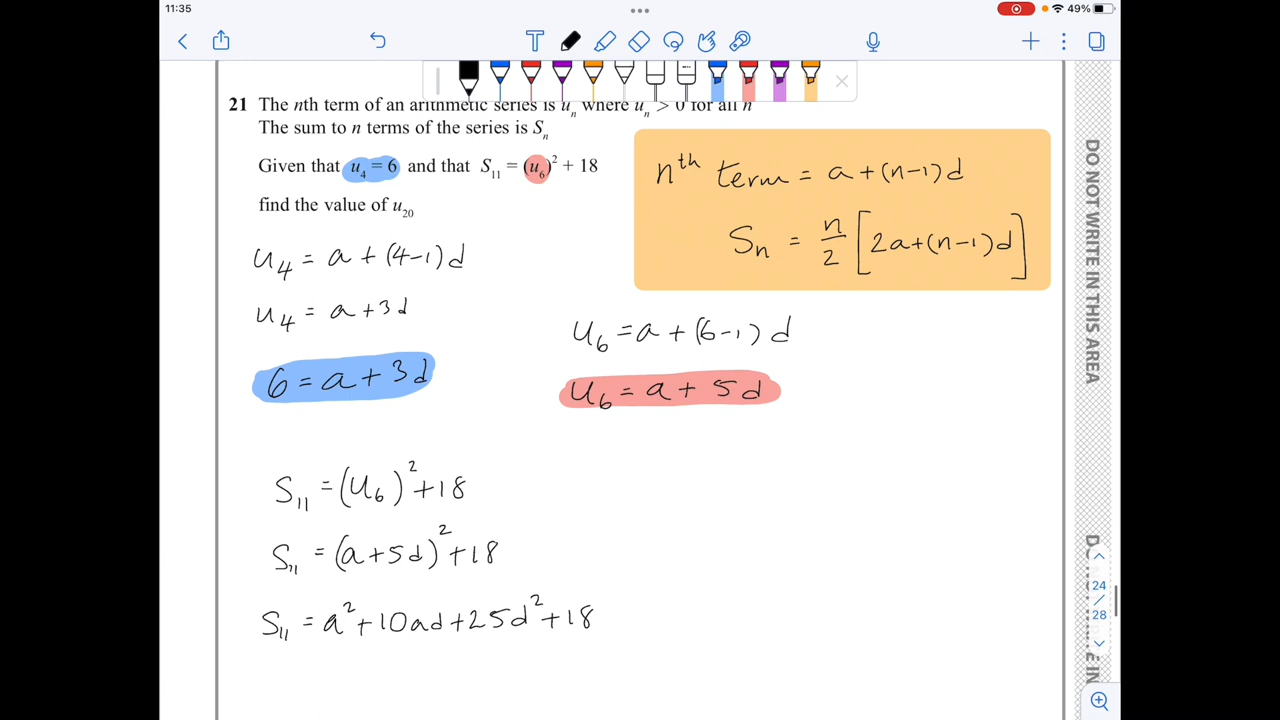 11:35
49%
21 The nth term of an arithmetic series is uₙ where uₙ > 0 for all n
The sum to n terms of the series is Sₙ
Given that u₄ = 6 and that S₁₁ = (u₆)² + 18
find the value of u₂₀
nᵗʰ term = a+(n-1)d
Sₙ = n/2 [2a+(n-1)d]
u₄ = a + (4-1)d
u₄ = a + 3d
6 = a + 3d
u₆ = a + (6-1) d
u₆ = a + 5d
S₁₁ = (u₆)² + 18
S₁₁ = (a+5d)² + 18
S₁₁ = a² + 10ad + 25d² + 18
DO NOT WRITE IN THIS AREA
24
/
28